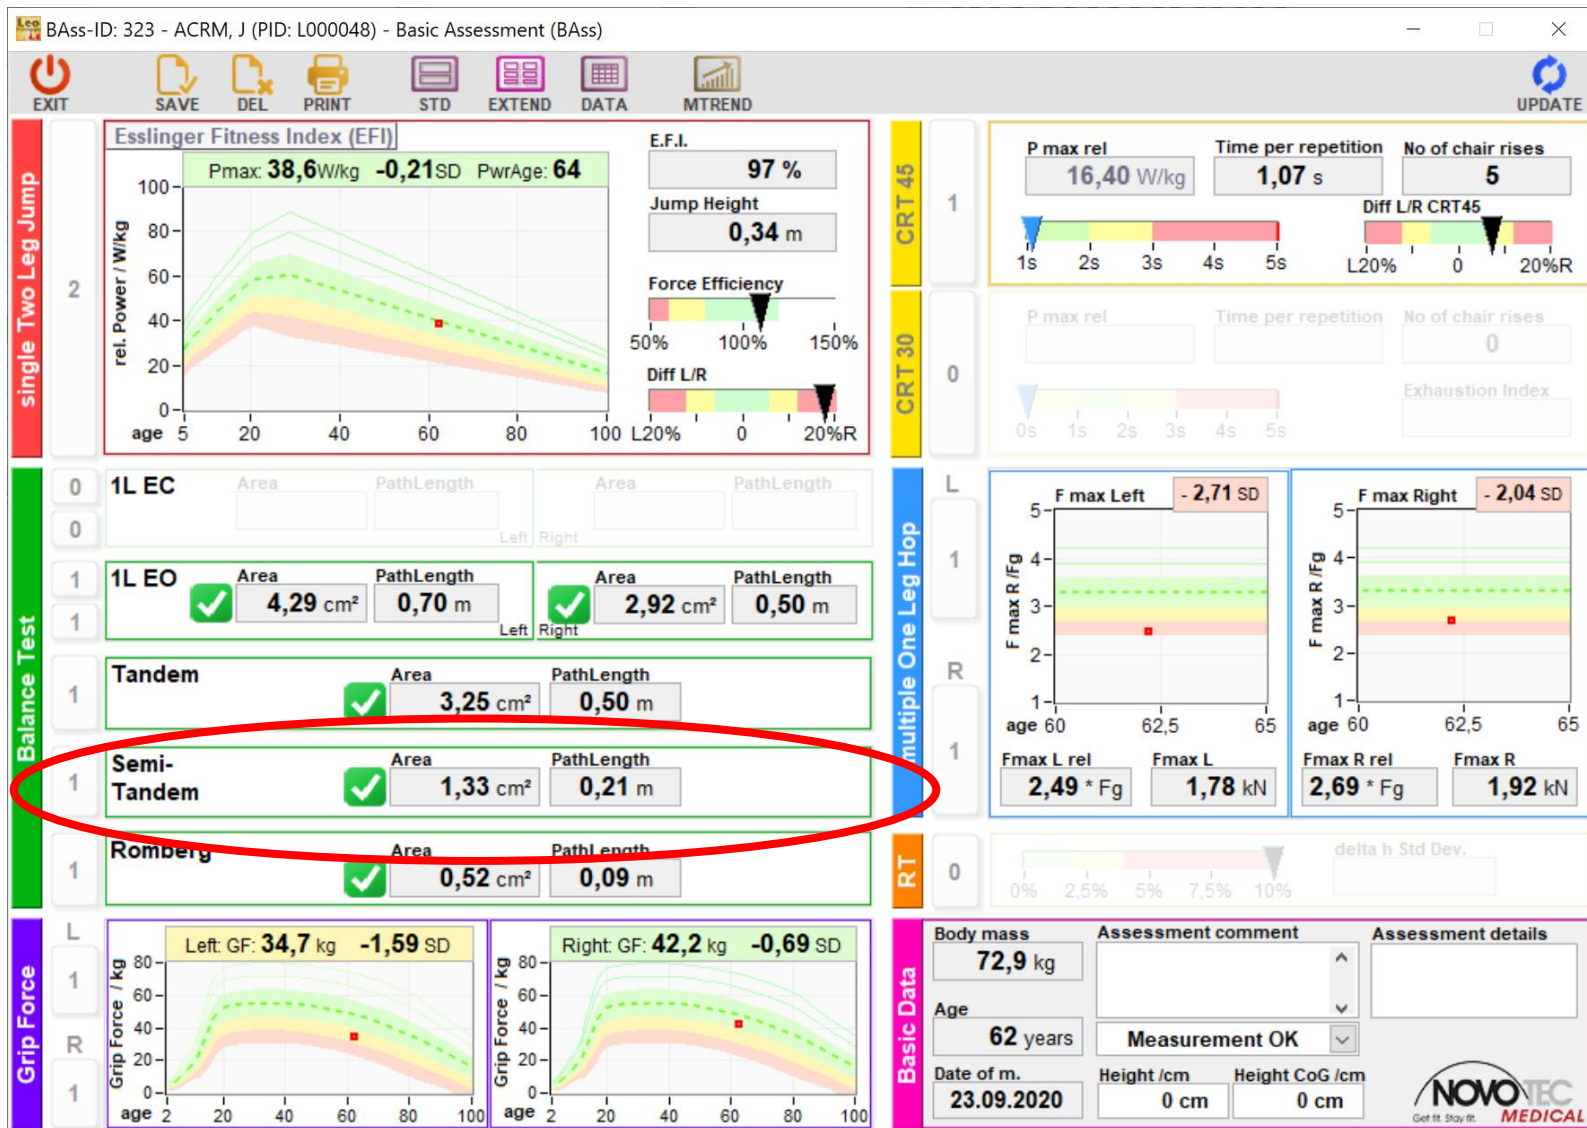 BAss-ID: 323 - ACRM, J (PID: L000048) - Basic Assessment (BAss)
EXIT SAVE DEL PRINT STD EXTEND DATA MTREND UPDATE
single Two Leg Jump
2
Esslinger Fitness Index (EFI)
Pmax: 38,6W/kg -0,21SD PwrAge: 64
rel. Power / W/kg
100
80
60
40
20
0
age 5 20 40 60 80 100
E.F.I.
97 %
Jump Height
0,34 m
Force Efficiency
50% 100% 150%
Diff L/R
L20% 0 20%R
CRT 45
1
P max rel Time per repetition No of chair rises
16,40 W/kg 1,07 s 5
Diff L/R CRT45
1s 2s 3s 4s 5s L20% 0 20%R
CRT 30
0
P max rel Time per repetition No of chair rises
0
Exhaustion Index
0s 1s 2s 3s 4s 5s
Balance Test
0
0
1L EC Area PathLength Area PathLength
Left Right
1
1
1L EO Area PathLength Area PathLength
4,29 cm² 0,70 m 2,92 cm² 0,50 m
Left Right
1
Tandem Area PathLength
3,25 cm² 0,50 m
1
Semi-
Tandem
Area PathLength
1,33 cm² 0,21 m
1
Romberg Area PathLength
0,52 cm² 0,09 m
multiple One Leg Hop
L
1
R
1
F max Left - 2,71 SD
F max R /Fg
5
4
3
2
1
age 60 62,5 65
Fmax L rel Fmax L
2,49 * Fg 1,78 kN
F max Right - 2,04 SD
F max R /Fg
5
4
3
2
1
age 60 62,5 65
Fmax R rel Fmax R
2,69 * Fg 1,92 kN
RT
0
0% 2,5% 5% 7,5% 10%
delta h Std Dev.
Grip Force
L
1
R
1
Left: GF: 34,7 kg -1,59 SD
Grip Force / kg
80
60
40
20
0
age 2 20 40 60 80 100
Right: GF: 42,2 kg -0,69 SD
Grip Force / kg
80
60
40
20
0
age 2 20 40 60 80 100
Basic Data
Body mass Assessment comment Assessment details
72,9 kg
Age
62 years Measurement OK
Date of m. Height /cm Height CoG /cm
23.09.2020 0 cm 0 cm
NOVOTEC
Get fit. Stay fit. MEDICAL